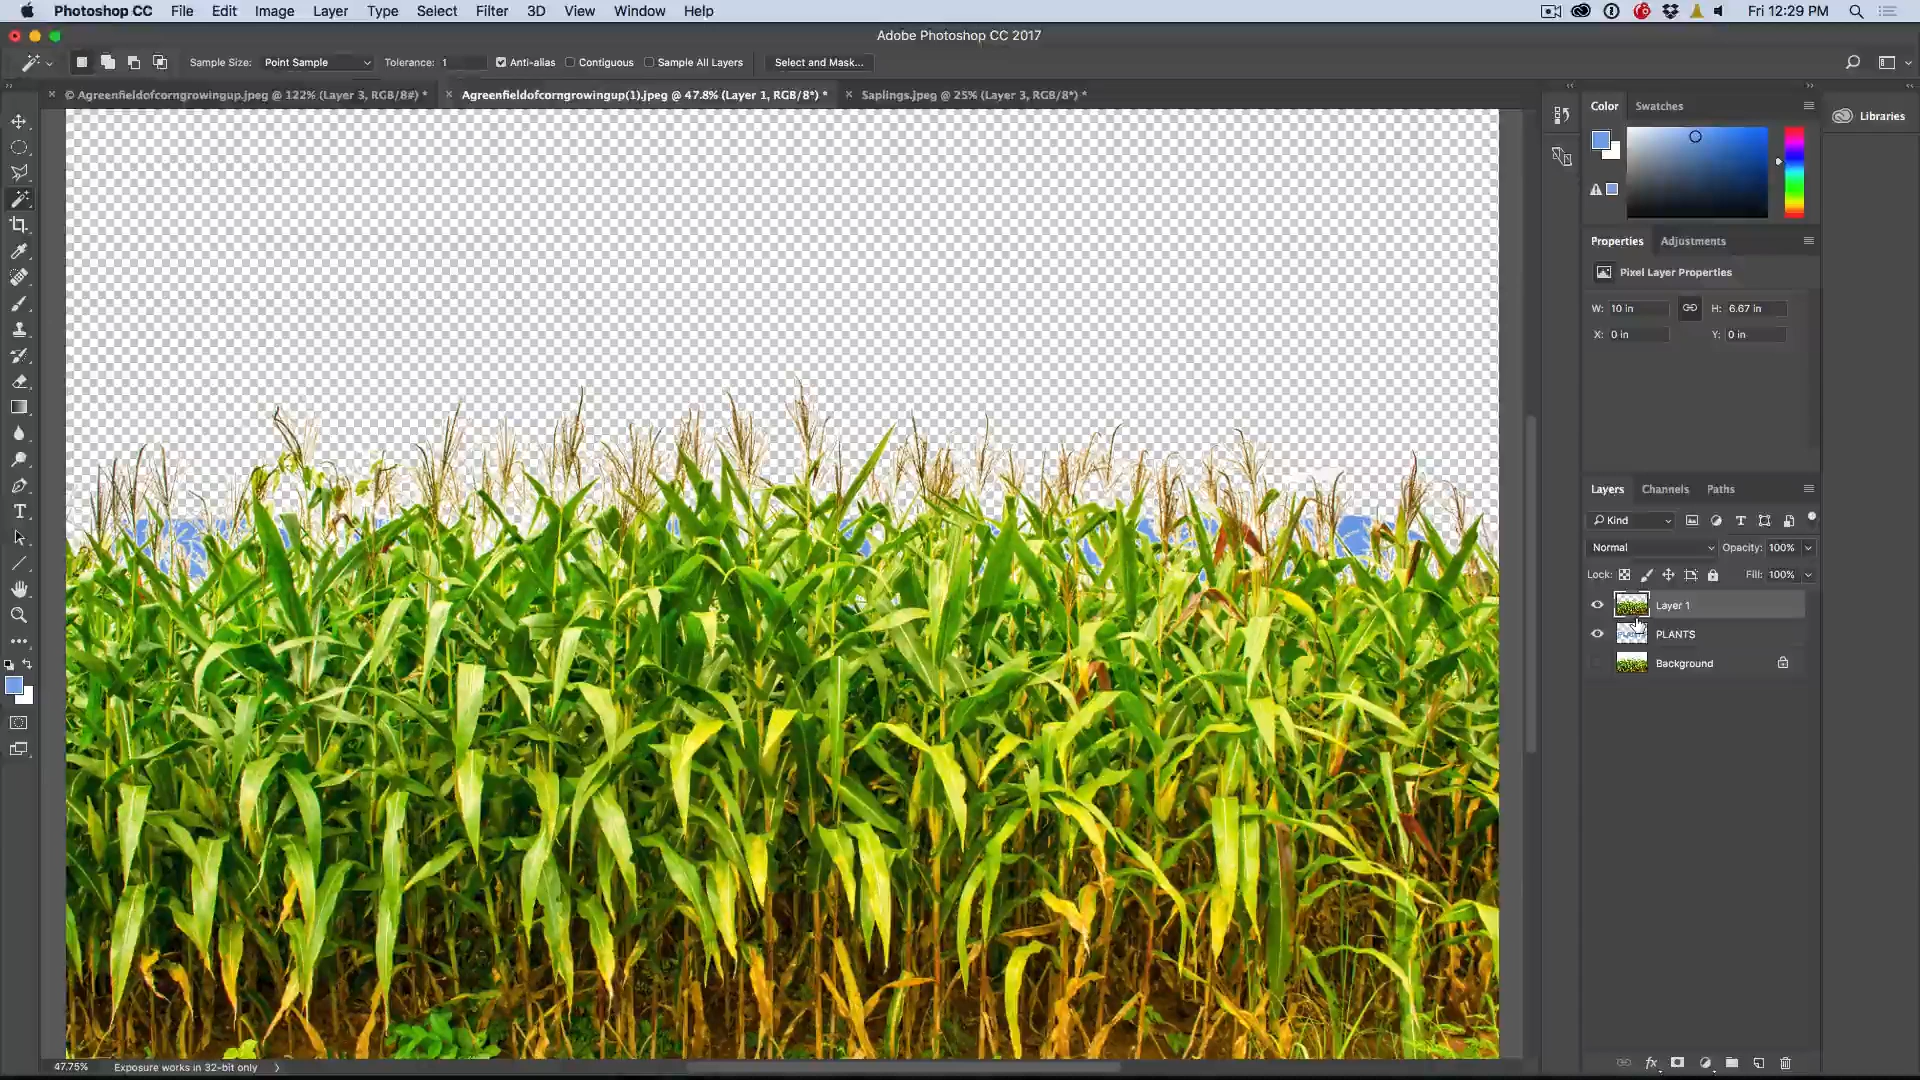 Photoshop CC File Edit Image Layer Type Select Filter 3D View Window Help Fri 12:29 PM
Adobe Photoshop CC 2017
Sample Size: Point Sample Tolerance: 1 Anti-alias Contiguous Sample All Layers Select and Mask...
© Agreenfieldofcorngrowingup.jpeg @ 122% (Layer 3, RGB/8#) * Agreenfieldofcorngrowingup(1).jpeg @ 47.8% (Layer 1, RGB/8*) * Saplings.jpeg @ 25% (Layer 3, RGB/8*) *
Color Swatches
Libraries
Properties Adjustments
Pixel Layer Properties
W: 10 in H: 6.67 in
X: 0 in Y: 0 in
Layers Channels Paths
Kind
Normal Opacity: 100%
Lock: Fill: 100%
Layer 1
PLANTS
Background
47.75% Exposure works in 32-bit only